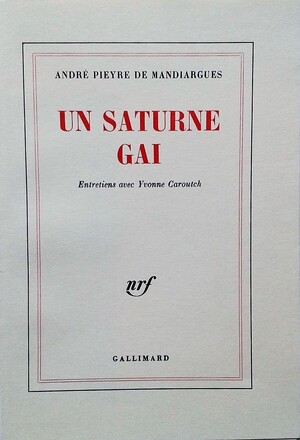 ANDRÉ PIEYRE DE MANDIARGUES
UN SATURNE
GAI
Entretiens avec Yvonne Caroutch
nrf
GALLIMARD